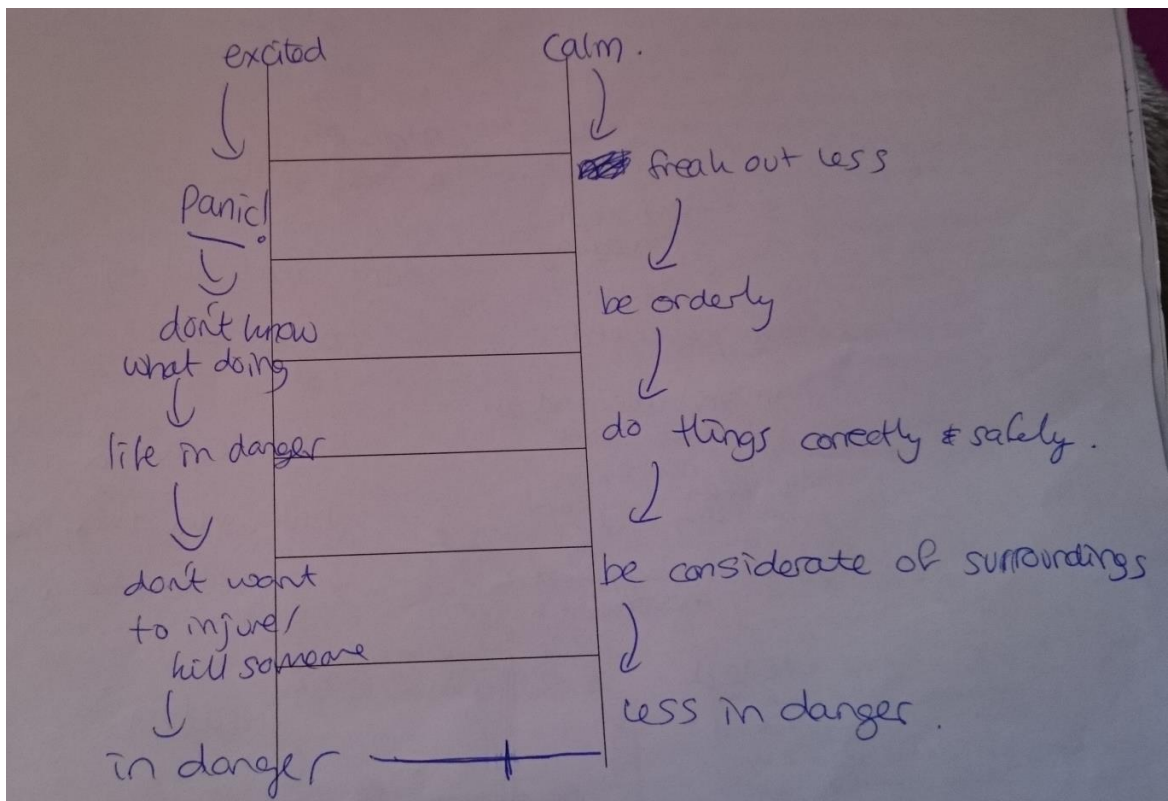 excited
Panic!
don't know
what doing
life in danger
don't want
to injure/
kill someone
in danger
Calm.
freak out less
be orderly
do things correctly & safely.
be considerate of surroundings
less in danger.